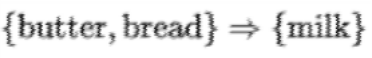 {butter, bread} ⇒ {milk}